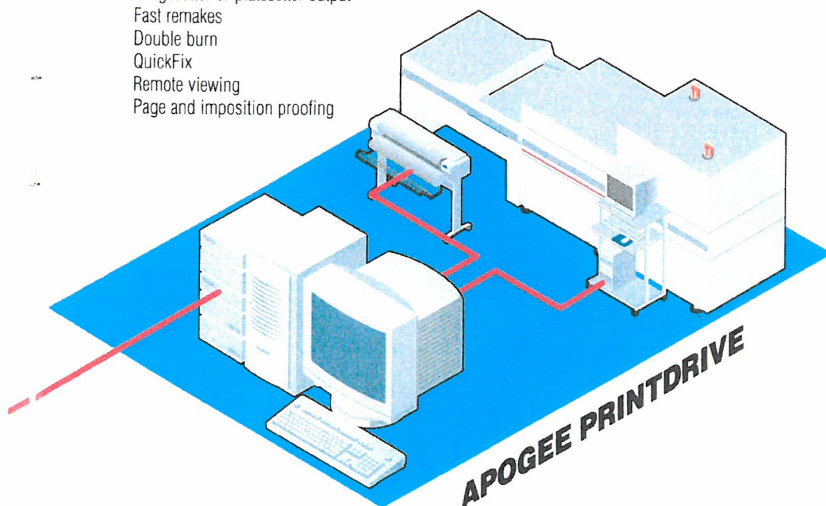 Fast remakes
Double burn
QuickFix
Remote viewing
Page and imposition proofing
APOGEE PRINTDRIVE